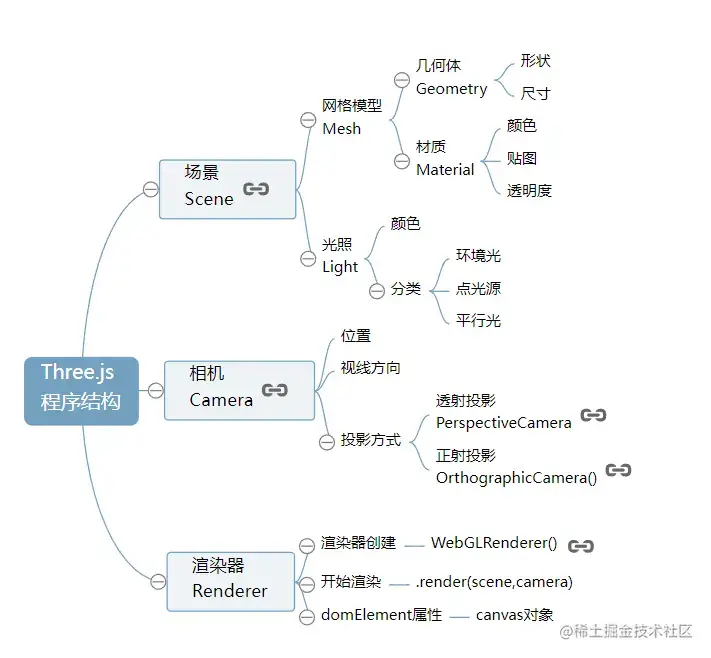 Three.js
程序结构
场景
Scene
网格模型
Mesh
几何体
Geometry
形状
尺寸
材质
Material
颜色
贴图
透明度
光照
Light
颜色
分类
环境光
点光源
平行光
相机
Camera
位置
视线方向
投影方式
透射投影
PerspectiveCamera
正射投影
OrthographicCamera()
渲染器
Renderer
渲染器创建
WebGLRenderer()
开始渲染
.render(scene,camera)
domElement属性
canvas对象
@稀土掘金技术社区